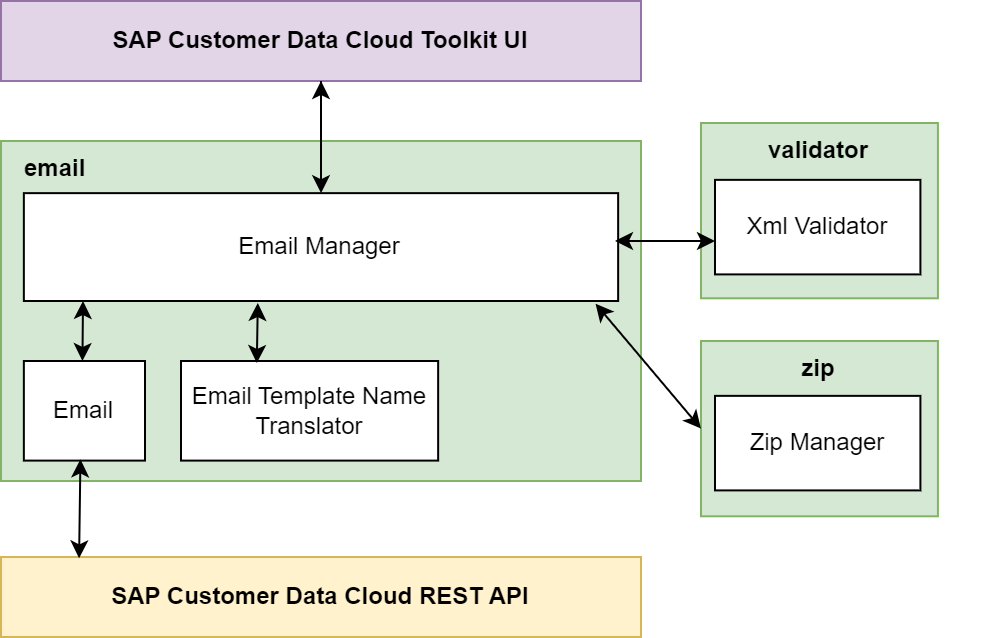 SAP Customer Data Cloud Toolkit UI
email
Email Manager
validator
Xml Validator
Email
Email Template Name
Translator
zip
Zip Manager
SAP Customer Data Cloud REST API